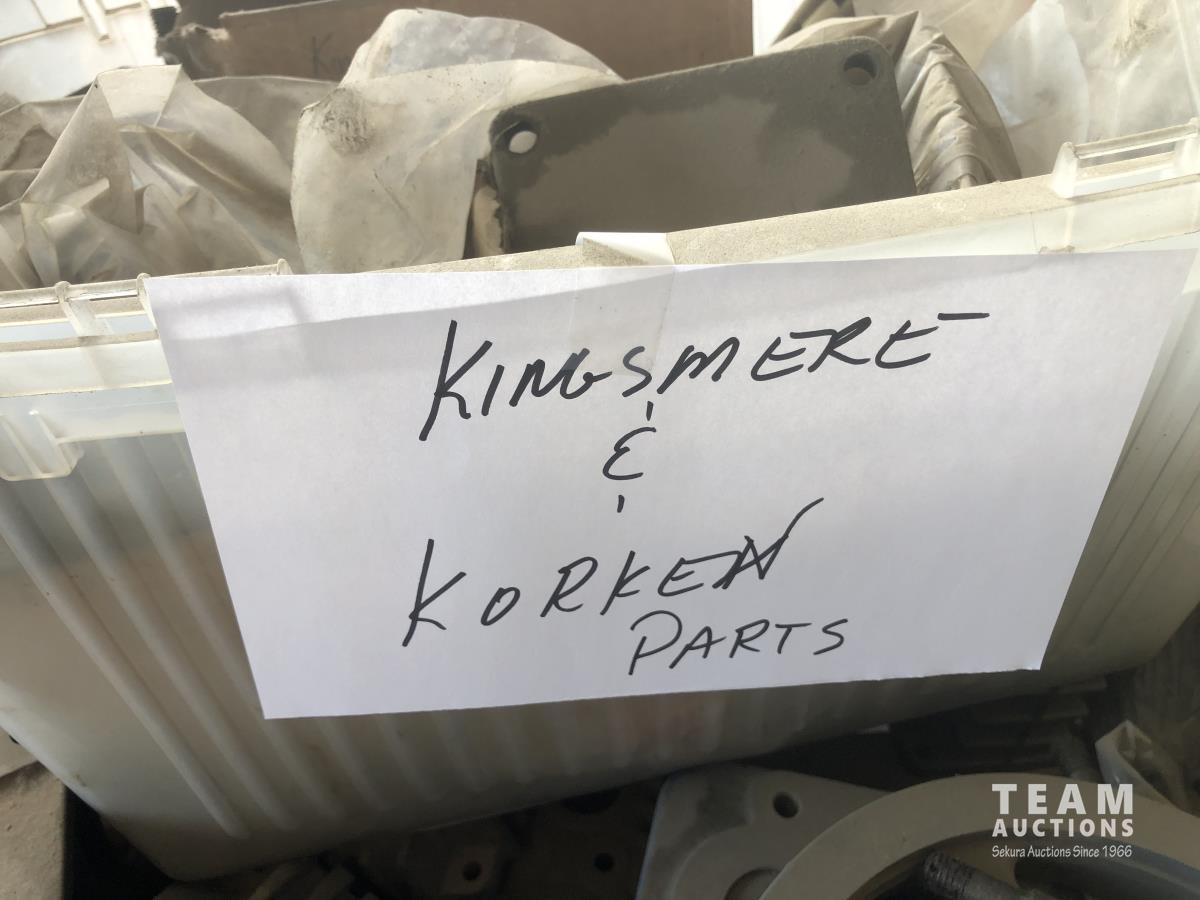 KINGSMERE
&
KORKEN
PARTS
TEAM
AUCTIONS
Sekura Auctions Since 1966